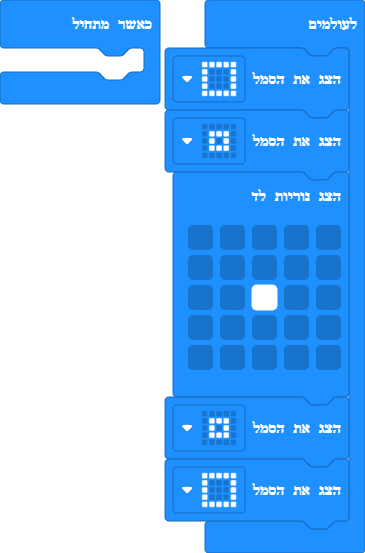 לעולמים
כאשר מתחיל
הצג את הסמל
הצג את הסמל
הצג נוריות לד
הצג את הסמל
הצג את הסמל